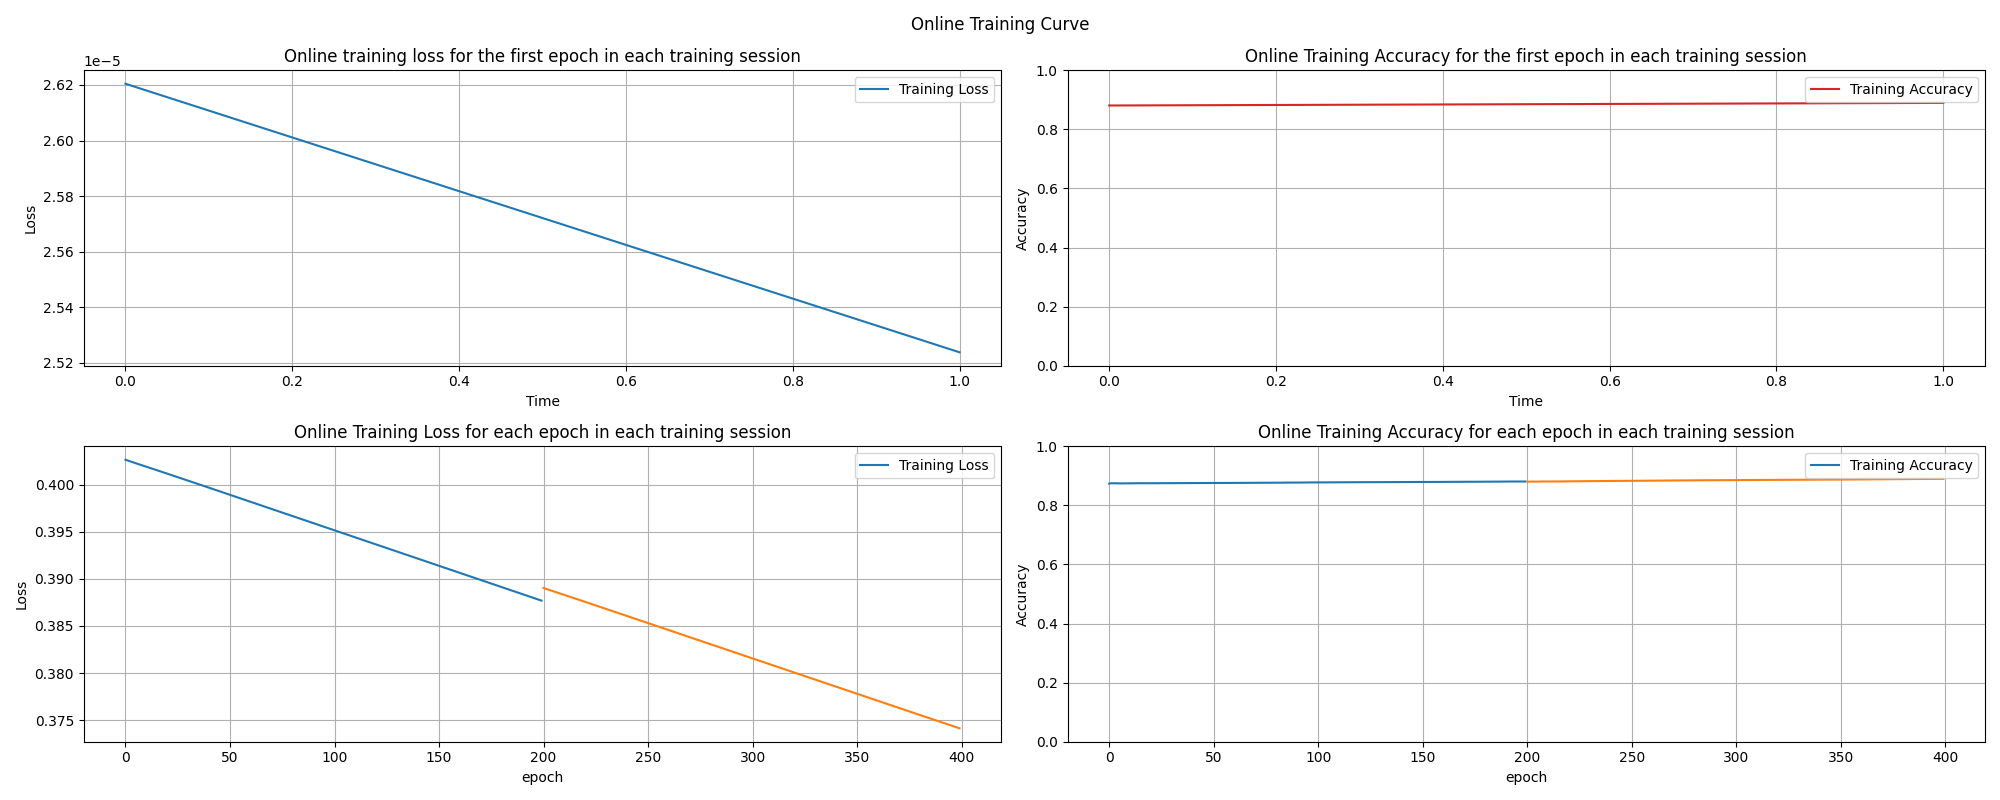 Online Training Curve
Online training loss for the first epoch in each training session
1e−5
Training Loss
2.62
2.60
2.58
2.56
2.54
2.52
Loss
0.0 0.2 0.4 0.6 0.8 1.0
Time
Online Training Accuracy for the first epoch in each training session
Training Accuracy
1.0
0.8
0.6
0.4
0.2
0.0
Accuracy
0.0 0.2 0.4 0.6 0.8 1.0
Time
Online Training Loss for each epoch in each training session
Training Loss
0.400
0.395
0.390
0.385
0.380
0.375
Loss
0 50 100 150 200 250 300 350 400
epoch
Online Training Accuracy for each epoch in each training session
Training Accuracy
1.0
0.8
0.6
0.4
0.2
0.0
Accuracy
0 50 100 150 200 250 300 350 400
epoch